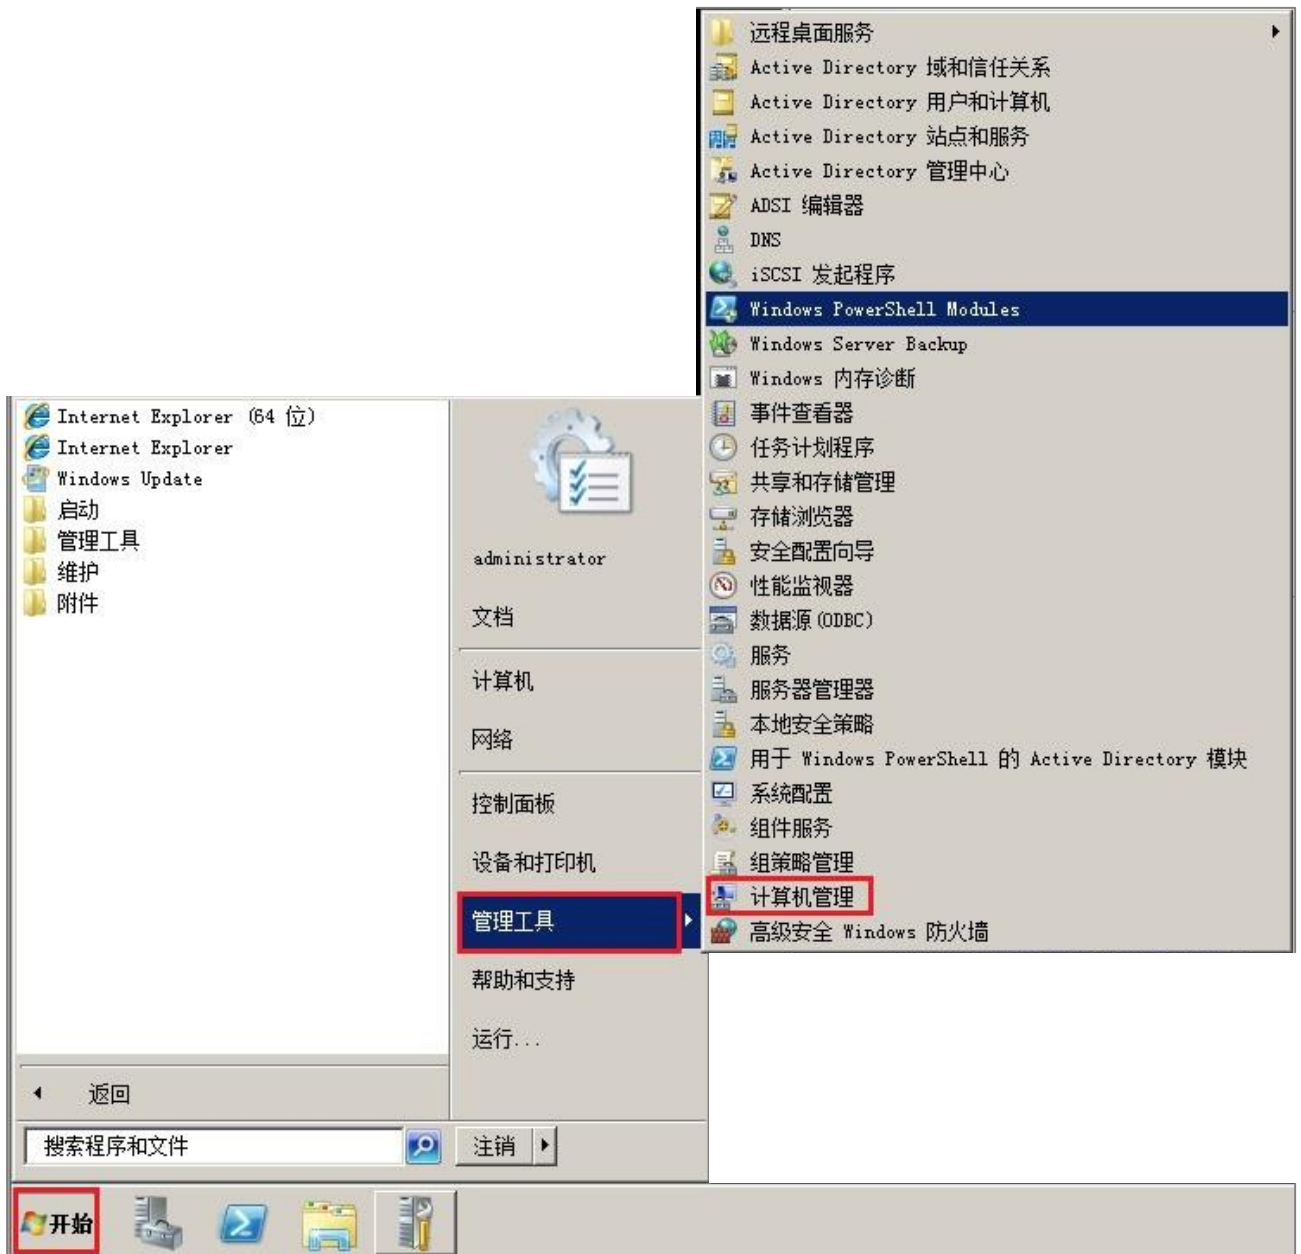 远程桌面服务
Active Directory 域和信任关系
Active Directory 用户和计算机
Active Directory 站点和服务
Active Directory 管理中心
ADSI 编辑器
DNS
iSCSI 发起程序
Windows PowerShell Modules
Windows Server Backup
Windows 内存诊断
事件查看器
任务计划程序
共享和存储管理
存储浏览器
安全配置向导
性能监视器
数据源(ODBC)
服务
服务器管理器
本地安全策略
用于 Windows PowerShell 的 Active Directory 模块
系统配置
组件服务
组策略管理
计算机管理
高级安全 Windows 防火墙
Internet Explorer (64 位)
Internet Explorer
Windows Update
启动
管理工具
维护
附件
返回
搜索程序和文件
administrator
文档
计算机
网络
控制面板
设备和打印机
管理工具
帮助和支持
运行...
注销
开始